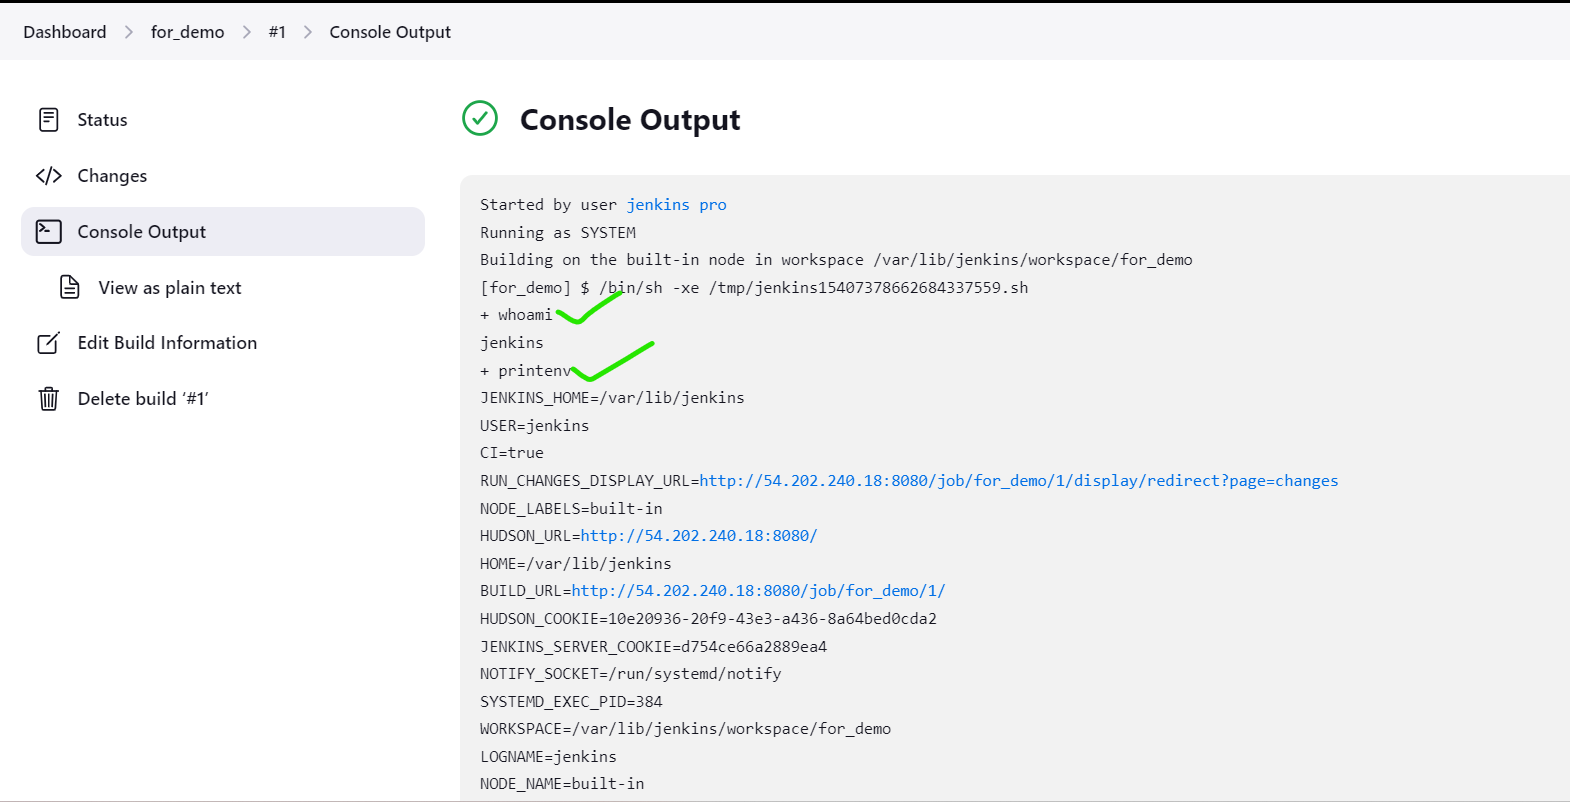 Dashboard > for_demo > #1 > Console Output
Status
Changes
Console Output
View as plain text
Edit Build Information
Delete build ‘#1’
Console Output
Started by user jenkins pro
Running as SYSTEM
Building on the built-in node in workspace /var/lib/jenkins/workspace/for_demo
[for_demo] $ /bin/sh -xe /tmp/jenkins15407378662684337559.sh
+ whoami
jenkins
+ printenv
JENKINS_HOME=/var/lib/jenkins
USER=jenkins
CI=true
RUN_CHANGES_DISPLAY_URL=http://54.202.240.18:8080/job/for_demo/1/display/redirect?page=changes
NODE_LABELS=built-in
HUDSON_URL=http://54.202.240.18:8080/
HOME=/var/lib/jenkins
BUILD_URL=http://54.202.240.18:8080/job/for_demo/1/
HUDSON_COOKIE=10e20936-20f9-43e3-a436-8a64bed0cda2
JENKINS_SERVER_COOKIE=d754ce66a2889ea4
NOTIFY_SOCKET=/run/systemd/notify
SYSTEMD_EXEC_PID=384
WORKSPACE=/var/lib/jenkins/workspace/for_demo
LOGNAME=jenkins
NODE_NAME=built-in